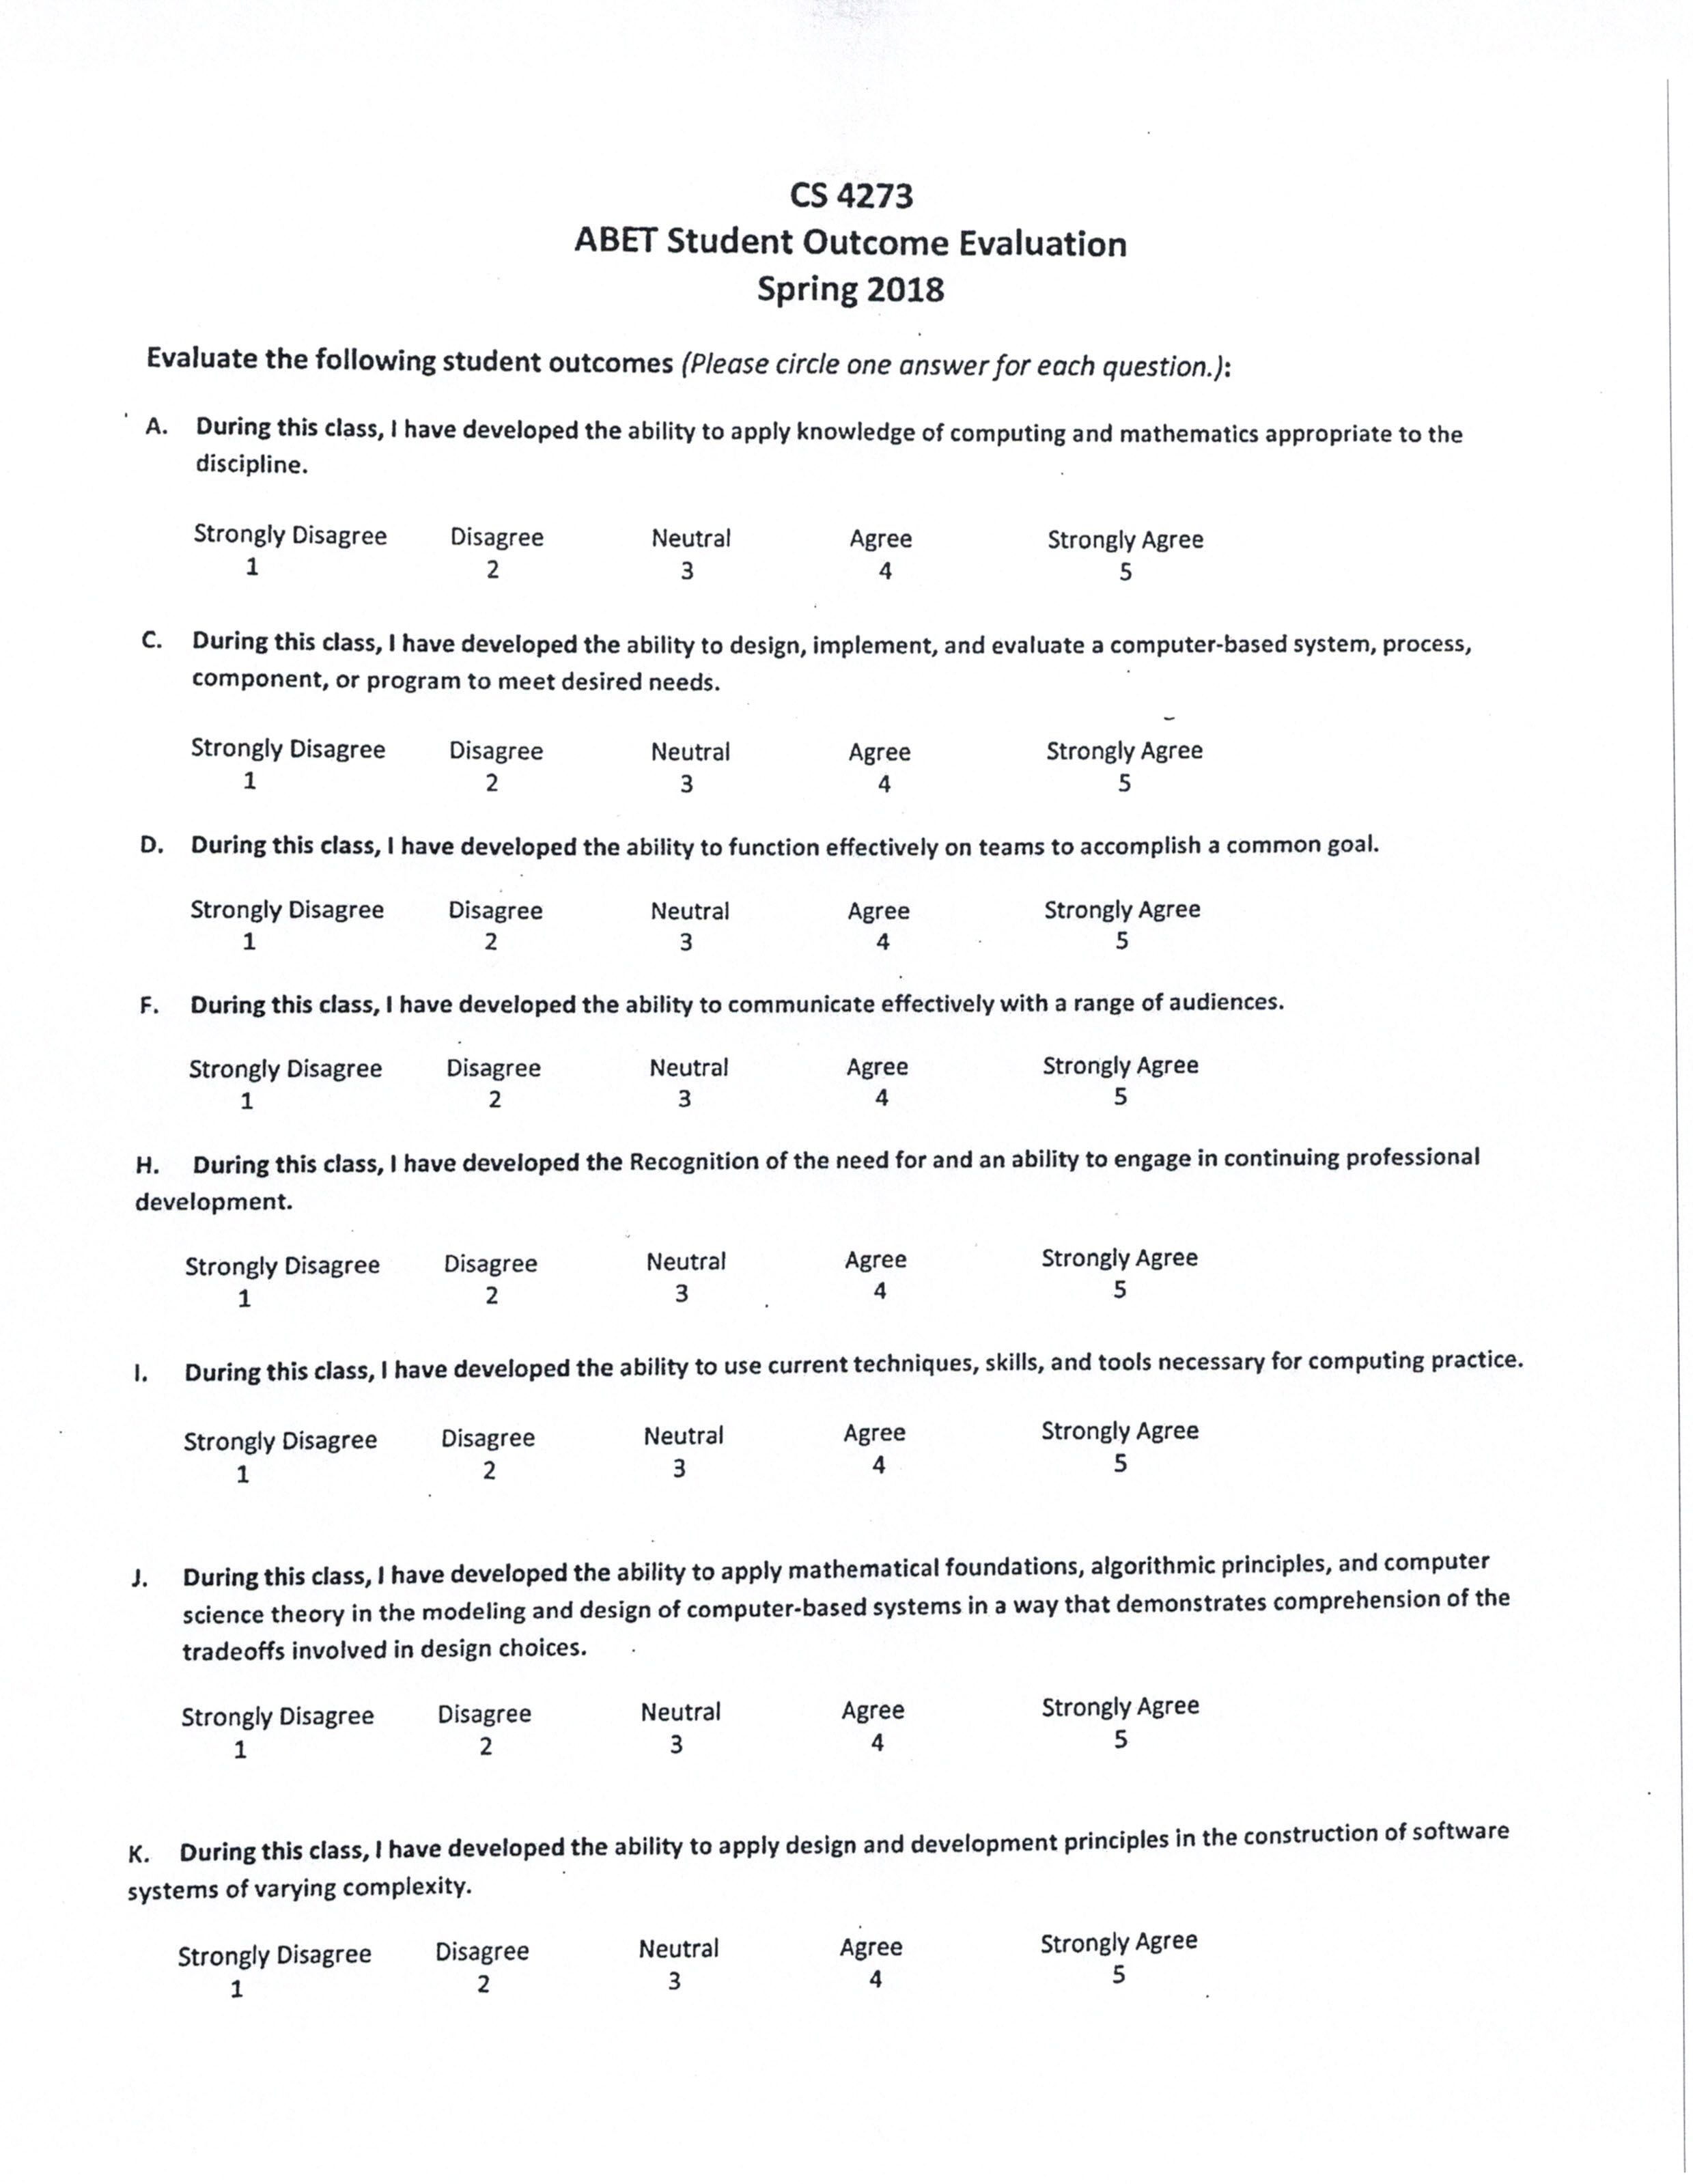 CS 4273
ABET Student Outcome Evaluation
Spring 2018
Evaluate the following student outcomes (Please circle one answer for each question.):
A. During this class, I have developed the ability to apply knowledge of computing and mathematics appropriate to the
discipline.
Strongly Disagree Disagree Neutral Agree Strongly Agree
1 2 3 4 5
C. During this class, I have developed the ability to design, implement, and evaluate a computer-based system, process,
component, or program to meet desired needs.
Strongly Disagree Disagree Neutral Agree Strongly Agree
1 2 3 4 5
D. During this class, I have developed the ability to function effectively on teams to accomplish a common goal.
Strongly Disagree Disagree Neutral Agree Strongly Agree
1 2 3 4 5
F. During this class, I have developed the ability to communicate effectively with a range of audiences.
Strongly Disagree Disagree Neutral Agree Strongly Agree
1 2 3 4 5
H. During this class, I have developed the Recognition of the need for and an ability to engage in continuing professional
development.
Strongly Disagree Disagree Neutral Agree Strongly Agree
1 2 3 4 5
I. During this class, I have developed the ability to use current techniques, skills, and tools necessary for computing practice.
Strongly Disagree Disagree Neutral Agree Strongly Agree
1 2 3 4 5
J. During this class, I have developed the ability to apply mathematical foundations, algorithmic principles, and computer
science theory in the modeling and design of computer-based systems in a way that demonstrates comprehension of the
tradeoffs involved in design choices.
Strongly Disagree Disagree Neutral Agree Strongly Agree
1 2 3 4 5
K. During this class, I have developed the ability to apply design and development principles in the construction of software
systems of varying complexity.
Strongly Disagree Disagree Neutral Agree Strongly Agree
1 2 3 4 5